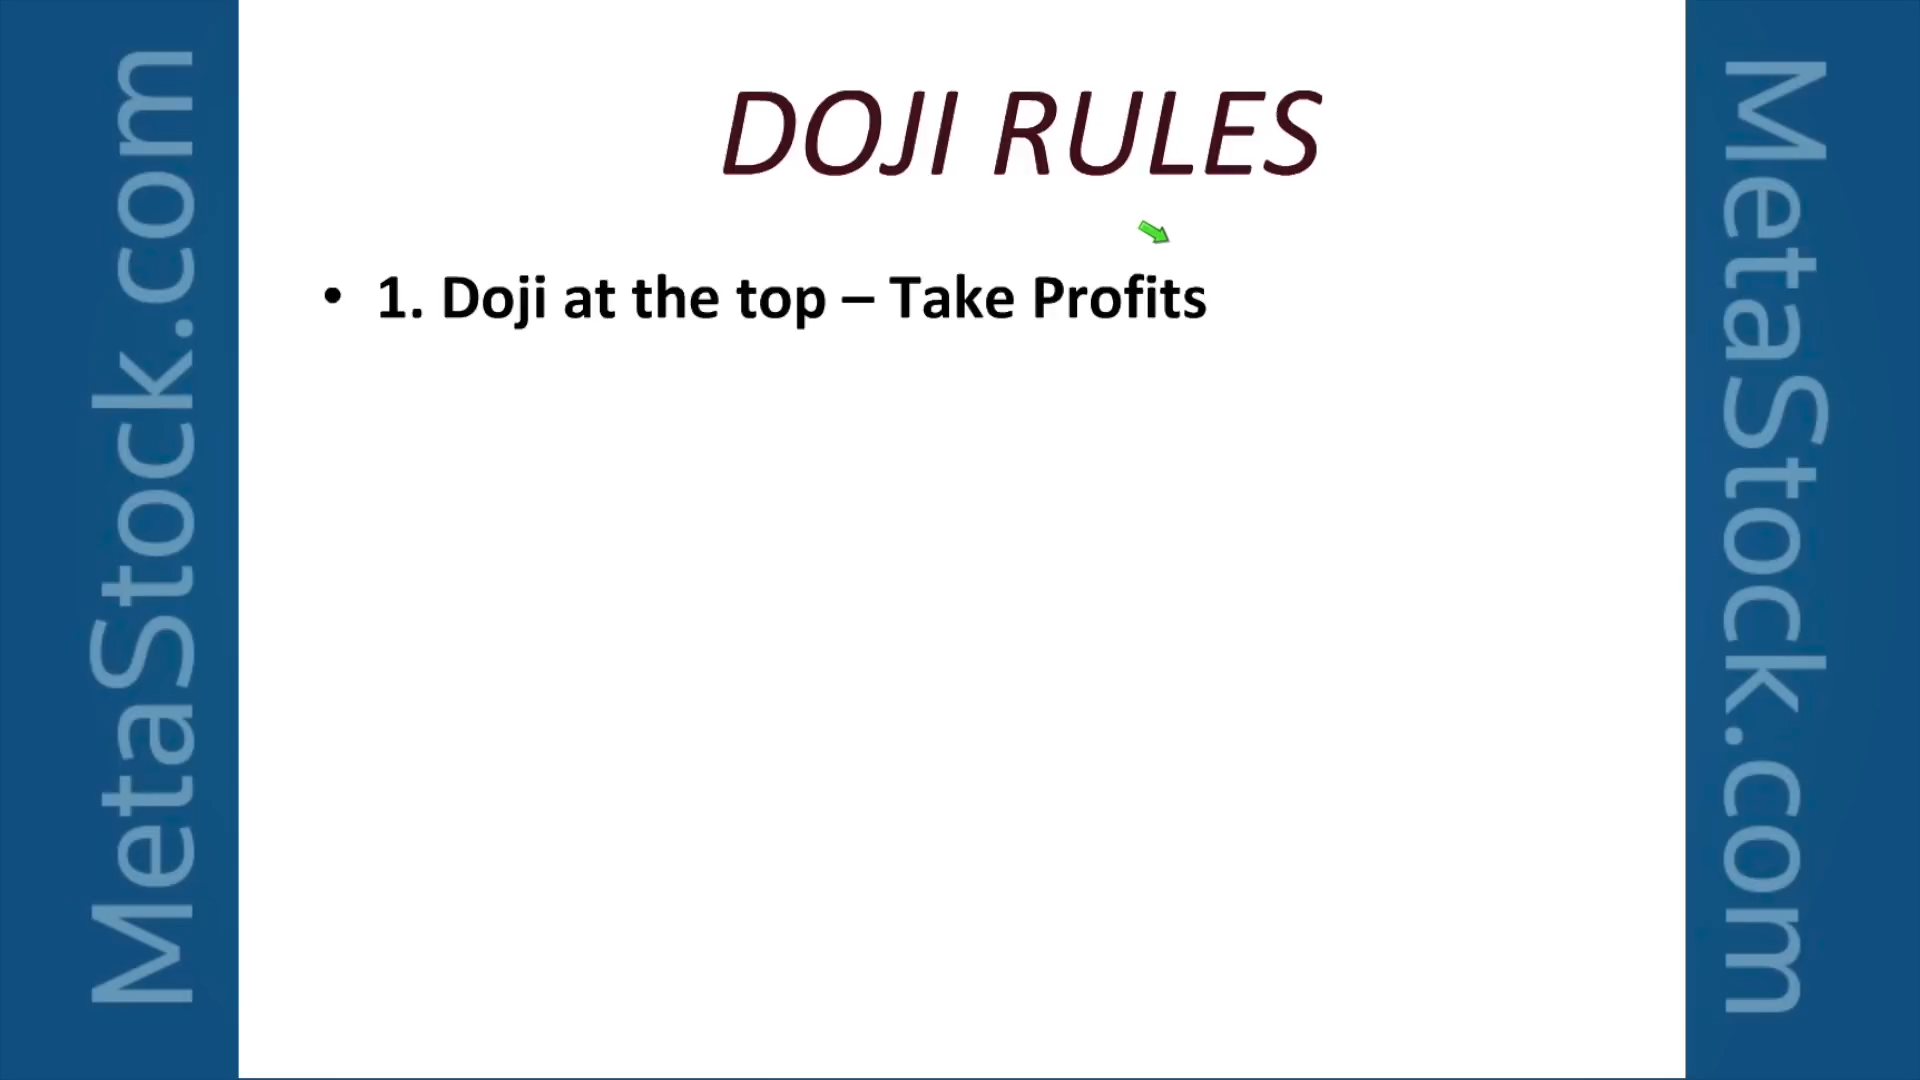 MetaStock.com
DOJI RULES
• 1. Doji at the top – Take Profits
MetaStock.com